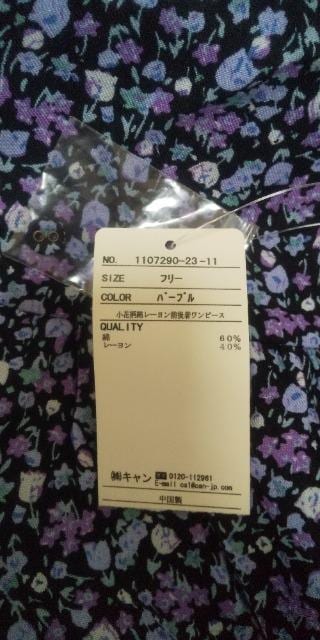 NO. 1107290-23-11
SIZE フリー
COLOR パープル
小花柄綿レーヨン前後着ワンピース
QUALITY
綿 60%
レーヨン 40%
㈱キャン 0120-112961
E-mail cs1@can-jp.com
中国製